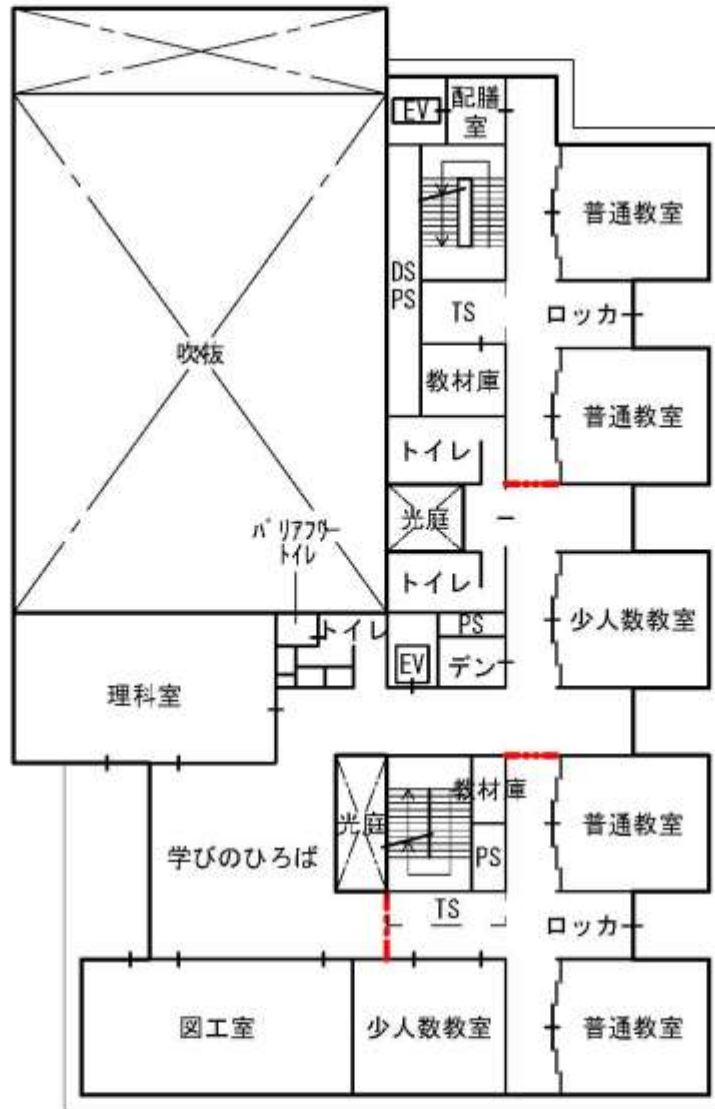 EV
配膳
室
普通教室
DS
PS
TS
ロッカ
吹抜
教材庫
普通教室
トイレ
光庭
バリアフリー
トイレ
トイレ
少人数教室
トイレ
PS
EV
デン
理科室
教材庫
光庭
普通教室
学びのひろば
PS
TS
ロッカ
図工室
少人数教室
普通教室